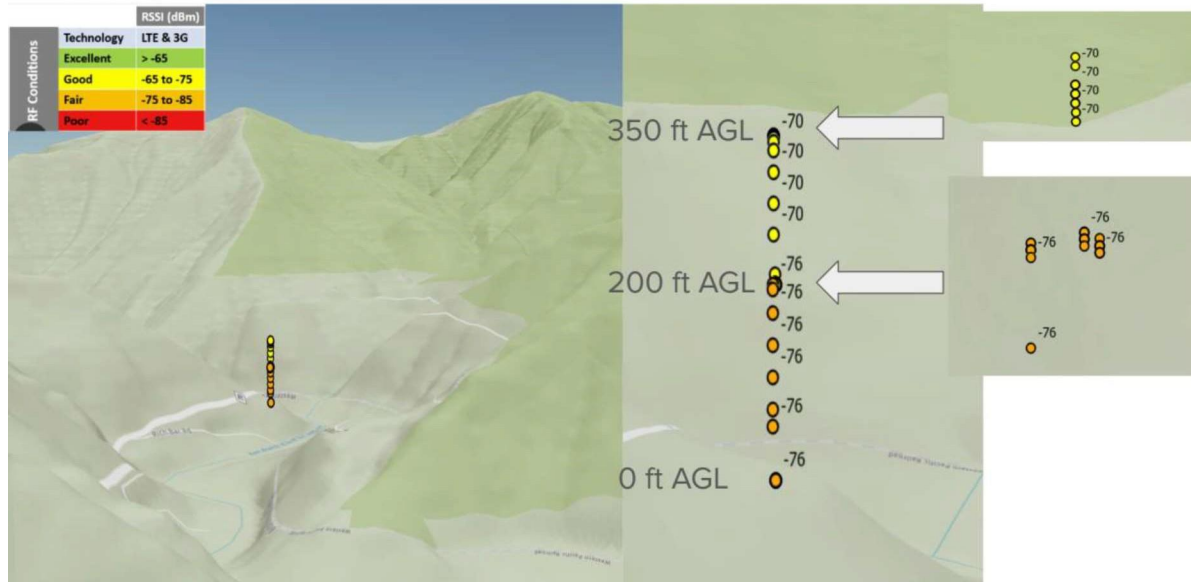 RSSI (dBm)
RF Conditions
Technology LTE & 3G
Excellent > -65
Good -65 to -75
Fair -75 to -85
Poor < -85
350 ft AGL
-70
-70
-70
-70
200 ft AGL
-76
-76
-76
-76
-76
0 ft AGL
-76
-70
-70
-70
-70
-76
-76
-76
-76
Pacific Railroad